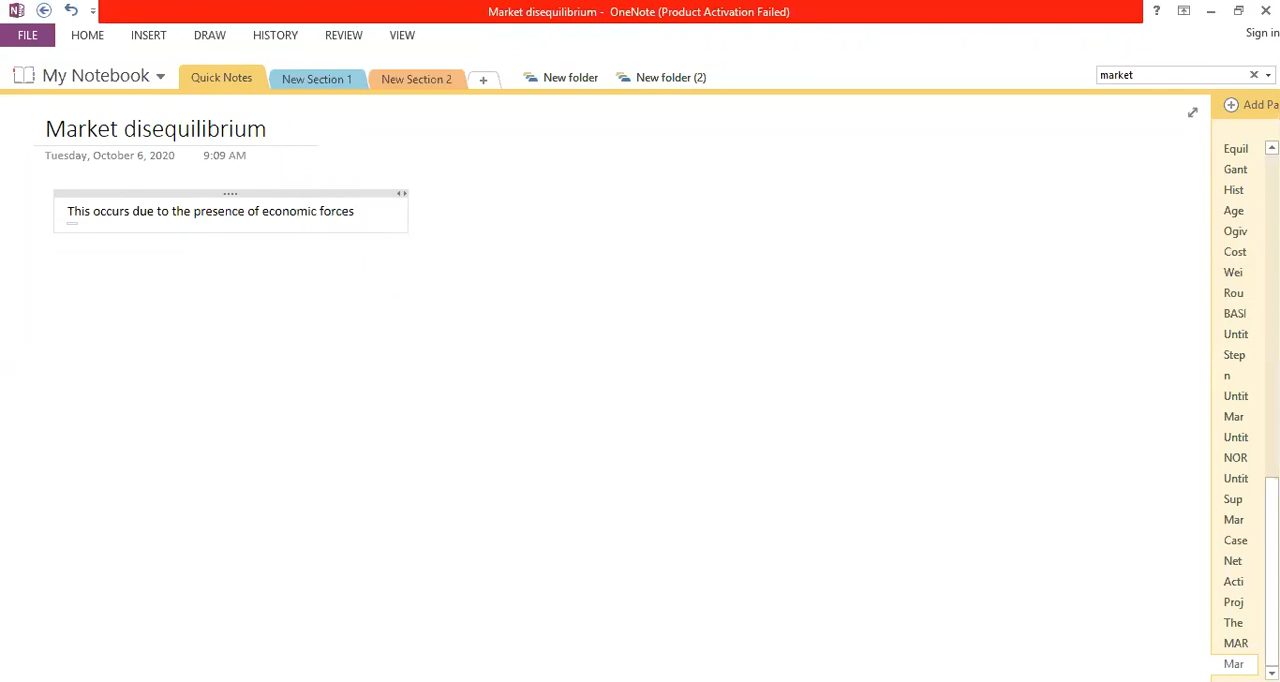 Market disequilibrium - OneNote (Product Activation Failed)
?
FILE
HOME
INSERT
DRAW
HISTORY
REVIEW
VIEW
Sign in
My Notebook
Quick Notes
New Section 1
New Section 2
+
New folder
New folder (2)
market
Add Pa
Market disequilibrium
Tuesday, October 6, 2020 9:09 AM
This occurs due to the presence of economic forces
Equil
Gant
Hist
Age
Ogiv
Cost
Wei
Rou
BASI
Untit
Step
n
Untit
Mar
Untit
NOR
Untit
Sup
Mar
Case
Net
Acti
Proj
The
MAR
Mar